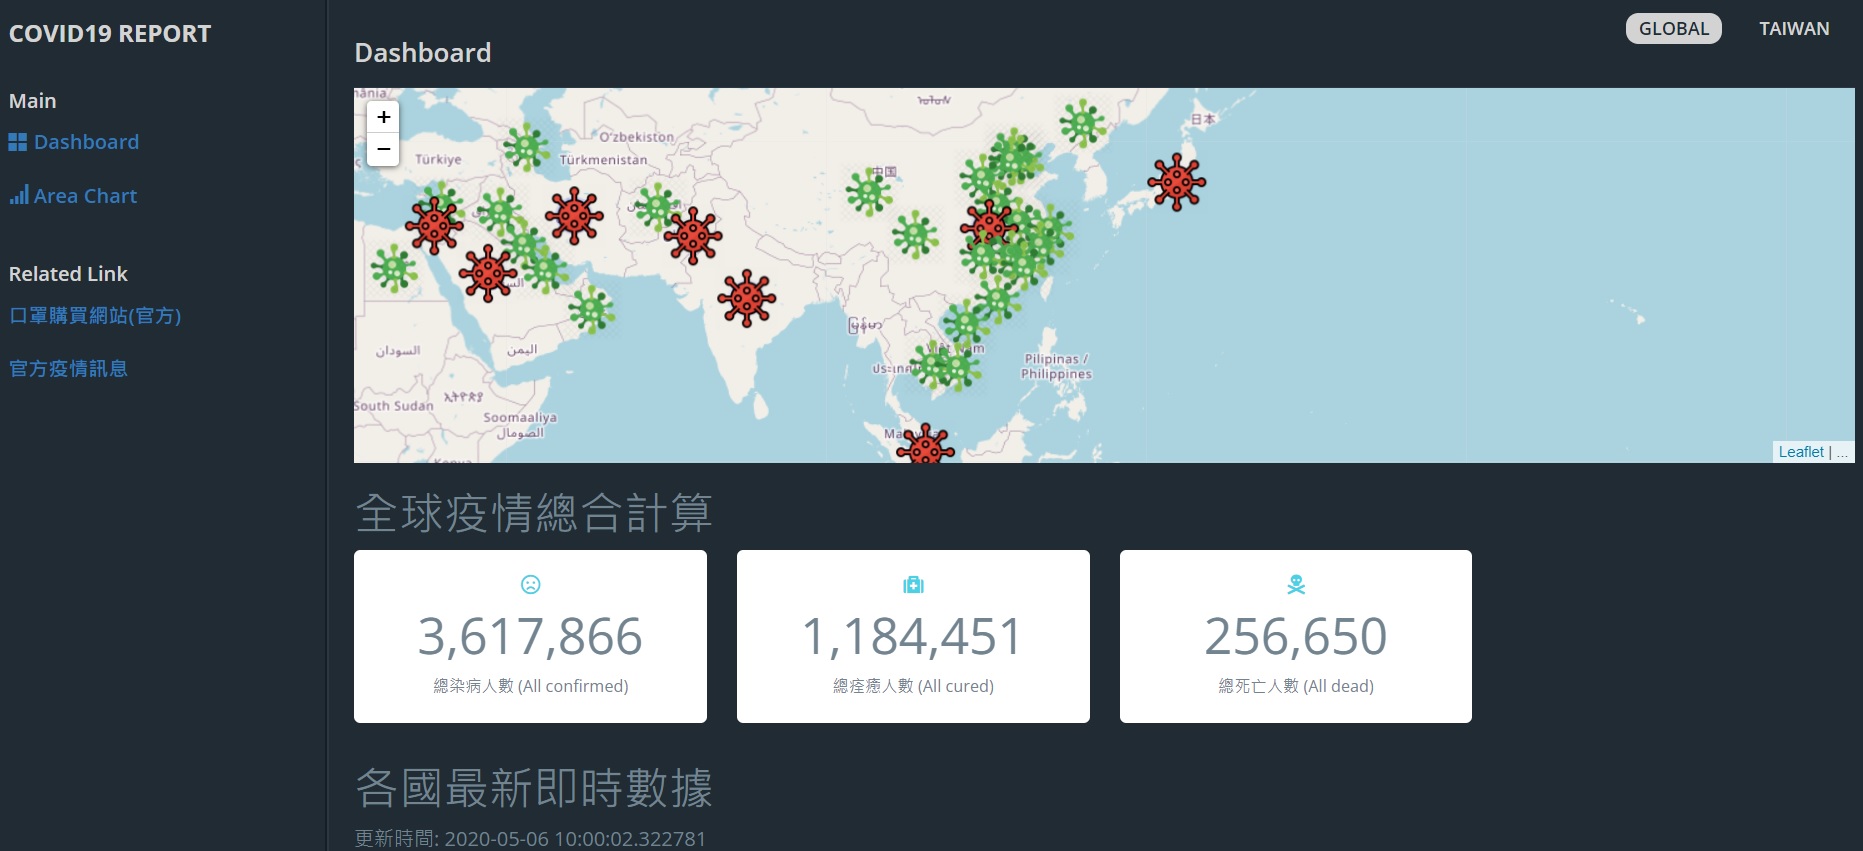 COVID19 REPORT
GLOBAL
TAIWAN
Main
Dashboard
Area Chart
Related Link
口罩購買網站(官方)
官方疫情訊息
Dashboard
+
−
O'zbekiston
日本
Türkiye
Türkmenistan
中国
السودان
اليمن
Pilipinas /
Philippines
South Sudan
Soomaaliya
الصومال
Leaflet | ...
全球疫情總合計算
3,617,866
總染病人數 (All confirmed)
1,184,451
總痊癒人數 (All cured)
256,650
總死亡人數 (All dead)
各國最新即時數據
更新時間: 2020-05-06 10:00:02.322781